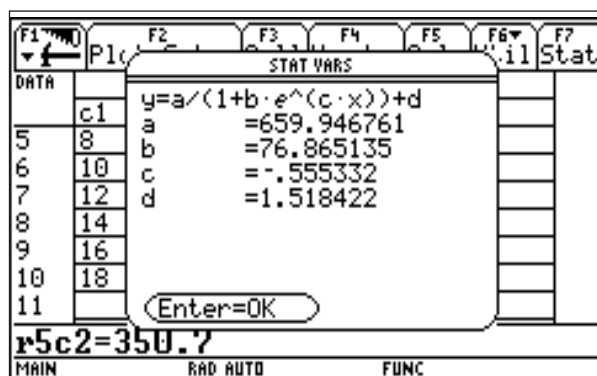 F1 F2 F3 F4 F5 F6▾ F7
Stat
STAT VARS
DATA
y=a/(1+b·e^(c·x))+d
c1
a =659.946761
5 8
b =76.865135
6 10
c =-.555332
7 12
d =1.518422
8 14
9 16
10 18
11
Enter=OK
r5c2=350.7
MAIN RAD AUTO FUNC